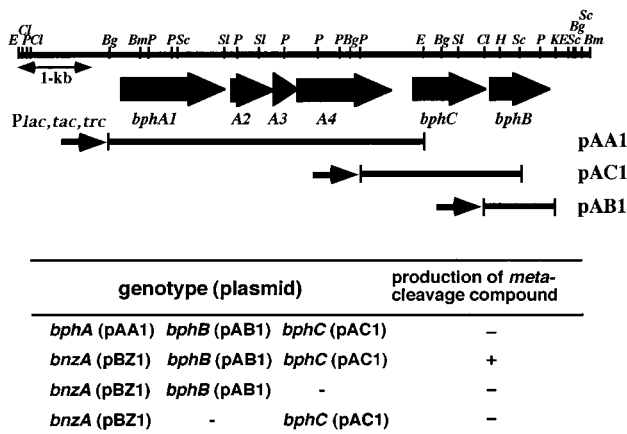 Cl Bg Sc
E P Cl Bg Bm P P Sc Sl P Sl P P P Bg P E Bg Sl Cl H Sc P K E Sc Bm
1-kb
bphA1 A2 A3 A4 bphC bphB
Plac,tac,trc
pAA1
pAC1
pAB1
genotype (plasmid) production of meta-
cleavage compound
bphA (pAA1) bphB (pAB1) bphC (pAC1) –
bnzA (pBZ1) bphB (pAB1) bphC (pAC1) +
bnzA (pBZ1) bphB (pAB1) - –
bnzA (pBZ1) - bphC (pAC1) –